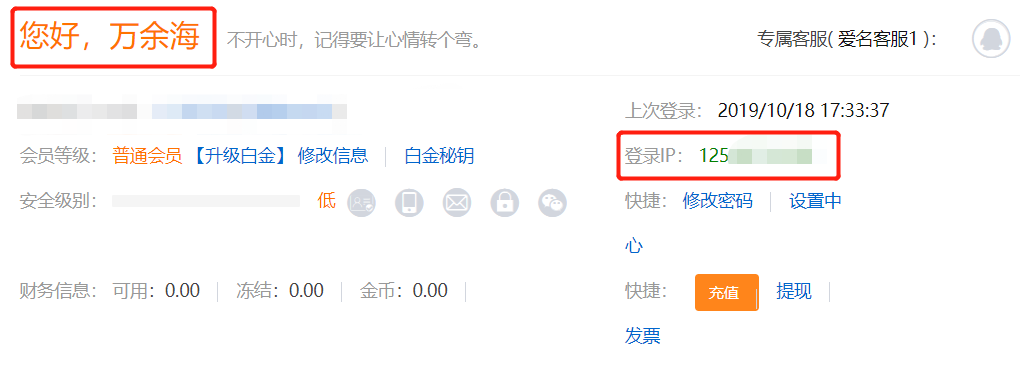 您好，万余海 不开心时，记得要让心情转个弯。 专属客服( 爱名客服1 )：
上次登录： 2019/10/18 17:33:37
会员等级： 普通会员 【升级白金】 修改信息 白金秘钥 登录IP： 125
安全级别： 低 快捷： 修改密码 设置中
心
财务信息： 可用：0.00 冻结：0.00 金币：0.00 快捷： 充值 提现
发票